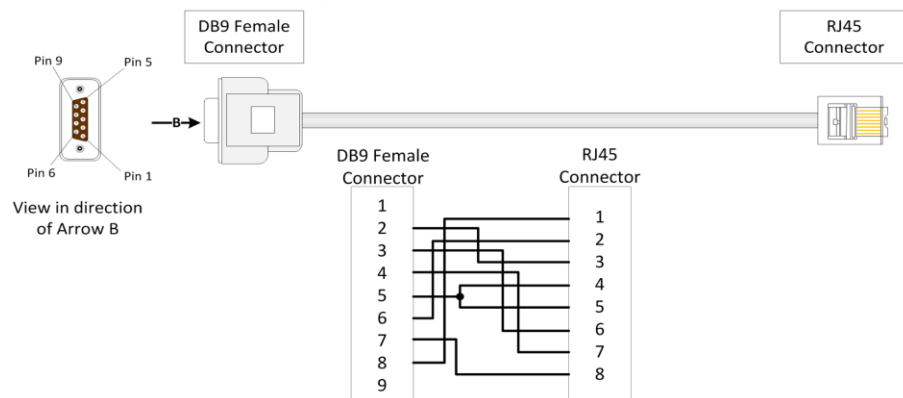 DB9 Female
Connector
RJ45
Connector
Pin 9
Pin 5
B
Pin 6
Pin 1
View in direction
of Arrow B
DB9 Female
Connector
1
2
3
4
5
6
7
8
9
RJ45
Connector
1
2
3
4
5
6
7
8